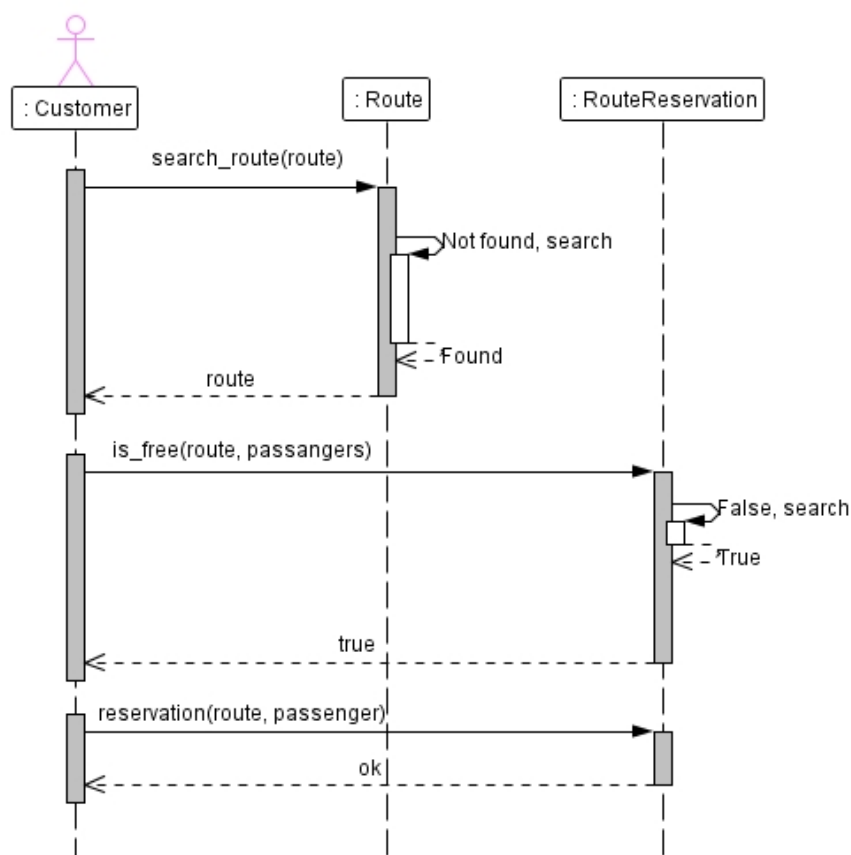 : Customer
: Route
: RouteReservation
search_route(route)
Not found, search
Found
route
is_free(route, passangers)
False, search
True
true
reservation(route, passenger)
ok